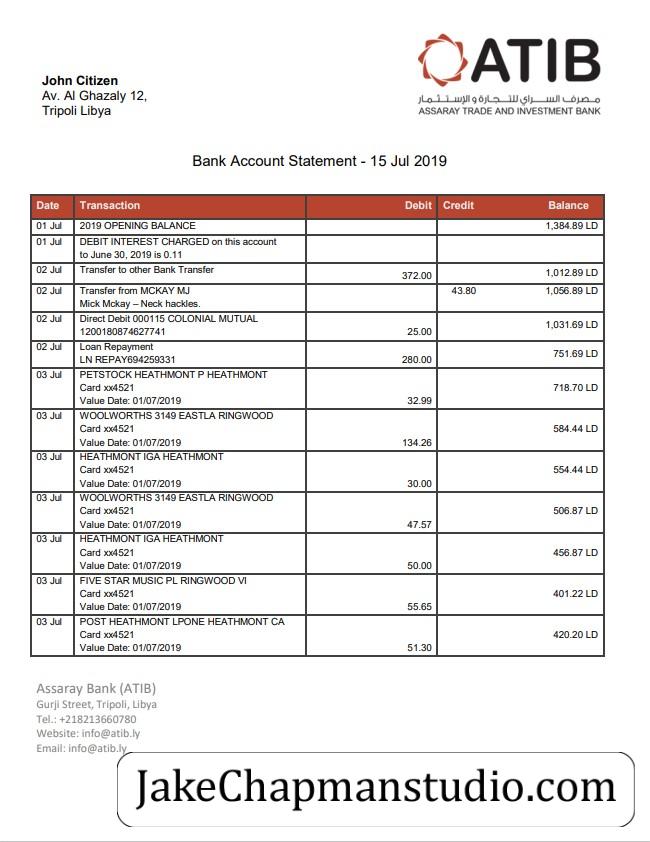 John Citizen
Av. Al Ghazaly 12,
Tripoli Libya
ATIB
مصرف السراي للتجارة و الإستثمار
ASSARAY TRADE AND INVESTMENT BANK
Bank Account Statement - 15 Jul 2019
Date Transaction Debit Credit Balance
01 Jul 2019 OPENING BALANCE 1,384.89 LD
01 Jul DEBIT INTEREST CHARGED on this account
to June 30, 2019 is 0.11
02 Jul Transfer to other Bank Transfer 372.00 1,012.89 LD
02 Jul Transfer from MCKAY MJ 43.80 1,056.89 LD
Mick Mckay – Neck hackles.
02 Jul Direct Debit 000115 COLONIAL MUTUAL 1,031.69 LD
1200180874627741 25.00
02 Jul Loan Repayment 751.69 LD
LN REPAY694259331 280.00
03 Jul PETSTOCK HEATHMONT P HEATHMONT
Card xx4521 718.70 LD
Value Date: 01/07/2019 32.99
03 Jul WOOLWORTHS 3149 EASTLA RINGWOOD
Card xx4521 584.44 LD
Value Date: 01/07/2019 134.26
03 Jul HEATHMONT IGA HEATHMONT
Card xx4521 554.44 LD
Value Date: 01/07/2019 30.00
03 Jul WOOLWORTHS 3149 EASTLA RINGWOOD
Card xx4521 506.87 LD
Value Date: 01/07/2019 47.57
03 Jul HEATHMONT IGA HEATHMONT
Card xx4521 456.87 LD
Value Date: 01/07/2019 50.00
03 Jul FIVE STAR MUSIC PL RINGWOOD VI
Card xx4521 401.22 LD
Value Date: 01/07/2019 55.65
03 Jul POST HEATHMONT LPONE HEATHMONT CA
Card xx4521 420.20 LD
Value Date: 01/07/2019 51.30
Assaray Bank (ATIB)
Gurji Street, Tripoli, Libya
Tel.: +218213660780
Website: info@atib.ly
Email: info@atib.ly
JakeChapmanstudio.com